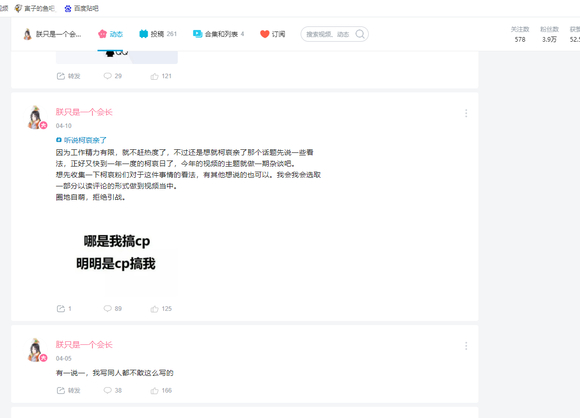 视频 富子的鱼吧 百度贴吧
朕只是一个会... 动态 投稿 261 合集和列表 4 订阅 搜索视频、动态 关注数 粉丝数 获赞
578 3.9万 52.5
QQ
转发 29 121
朕只是一个会长
04-10
听说柯哀亲了
因为工作精力有限,就不赶热度了,不过还是想就柯哀亲了那个话题先说一些看
法,正好又快到一年一度的柯哀日了,今年的视频的主题就做一期杂谈吧。
想先收集一下柯哀粉们对于这件事情的看法,有其他想说的也可以。我会我会选取
一部分以读评论的形式做到视频当中。
圈地自萌,拒绝引战。
哪是我搞cp
明明是cp搞我
1 89 125
朕只是一个会长
04-05
有一说一,我写同人都不敢这么写的
转发 38 186